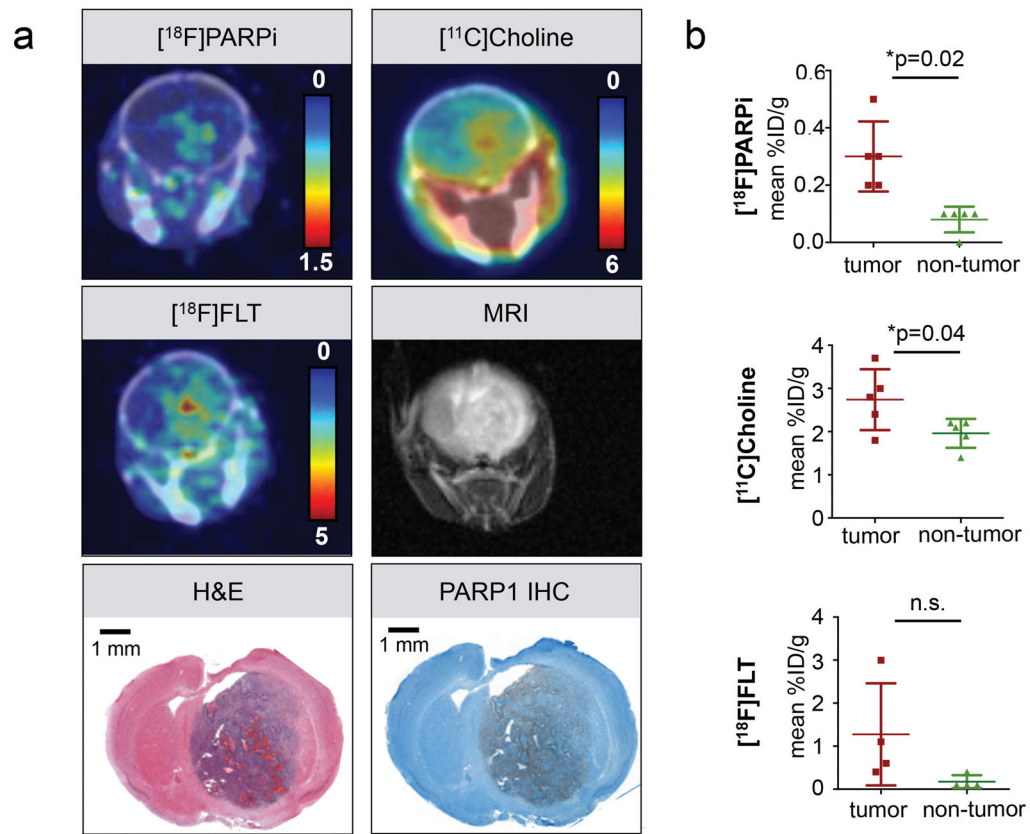 a
[¹⁸F]PARPi
0
1.5
[¹¹C]Choline
0
6
[¹⁸F]FLT
0
5
MRI
H&E
1 mm
PARP1 IHC
1 mm
b
*p=0.02
[¹⁸F]PARPi
mean %ID/g
0.6
0.4
0.2
0.0
tumor non-tumor
*p=0.04
[¹¹C]Choline
mean %ID/g
4
3
2
1
0
tumor non-tumor
n.s.
[¹⁸F]FLT
mean %ID/g
4
3
2
1
0
tumor non-tumor